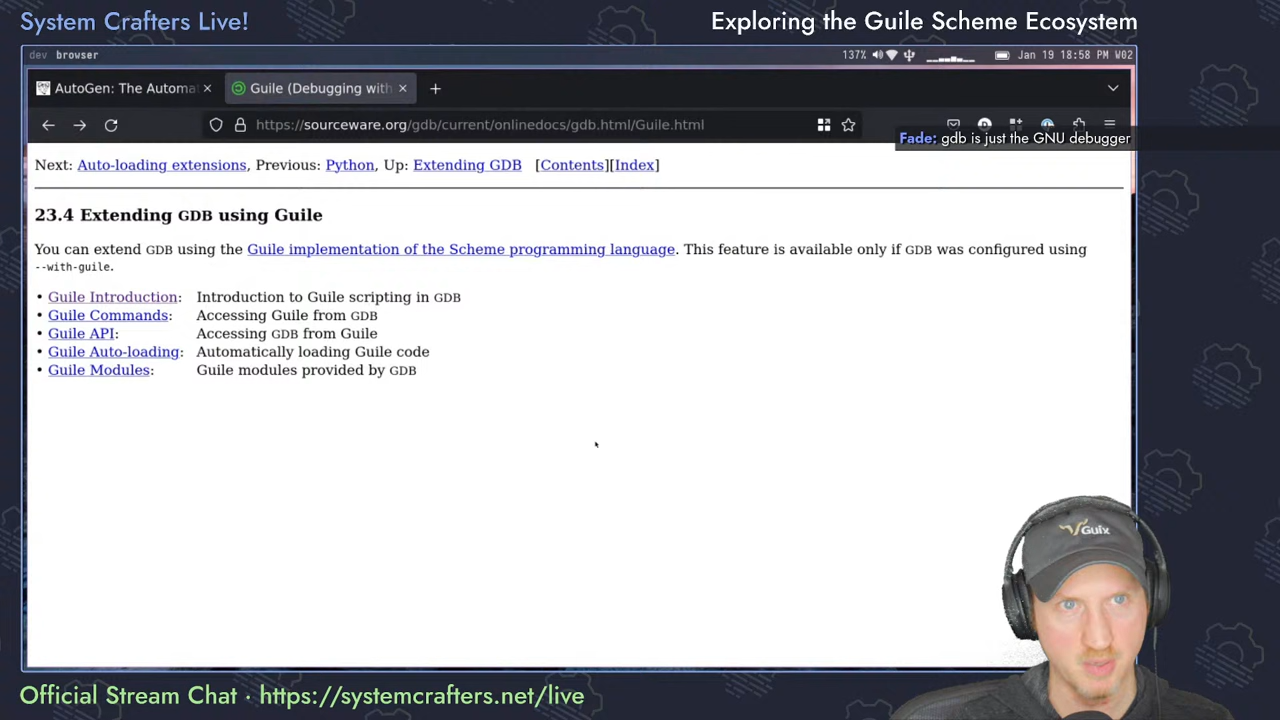 System Crafters Live!
Exploring the Guile Scheme Ecosystem
dev browser
137%
Jan 19 18:58 PM W02
AutoGen: The Automa
Guile (Debugging with
https://sourceware.org/gdb/current/onlinedocs/gdb.html/Guile.html
Fade: gdb is just the GNU debugger
Next: Auto-loading extensions, Previous: Python, Up: Extending GDB [Contents][Index]
23.4 Extending GDB using Guile
You can extend GDB using the Guile implementation of the Scheme programming language. This feature is available only if GDB was configured using
--with-guile.
• Guile Introduction: Introduction to Guile scripting in GDB
• Guile Commands: Accessing Guile from GDB
• Guile API: Accessing GDB from Guile
• Guile Auto-loading: Automatically loading Guile code
• Guile Modules: Guile modules provided by GDB
Guix
Official Stream Chat · https://systemcrafters.net/live